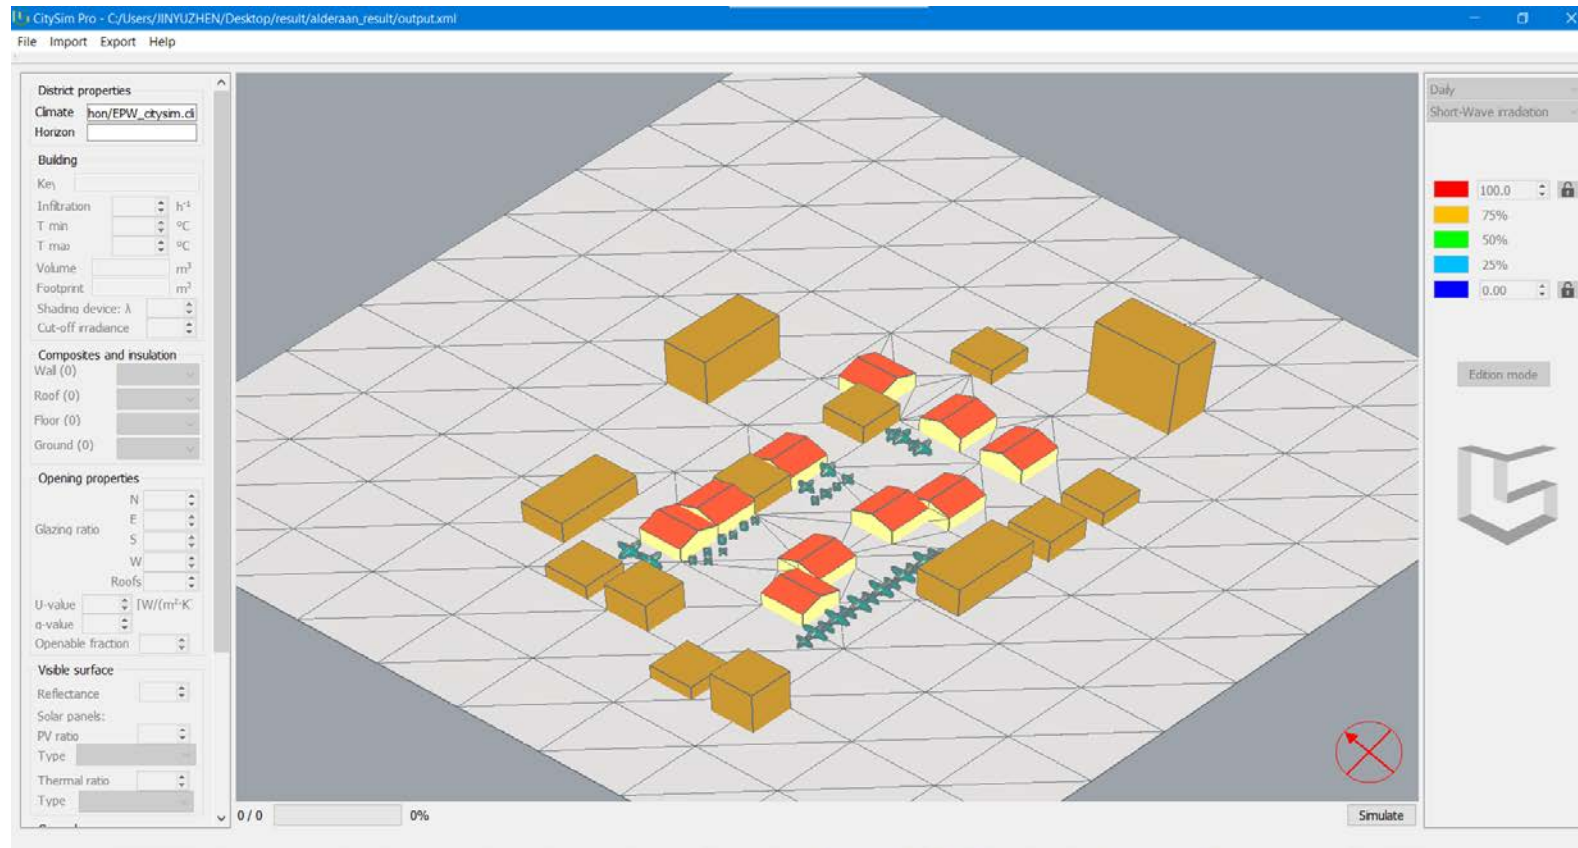 CitySim Pro - C:/Users/JINYUZHEN/Desktop/result/alderaan_result/output.xml
File Import Export Help
District properties
Climate hon/EPW_citysim.cli
Horizon
Building
Key
Infiltration h⁻¹
T min °C
T max °C
Volume m³
Footprint m²
Shading device: λ
Cut-off irradiance
Composites and insulation
Wall (0)
Roof (0)
Floor (0)
Ground (0)
Opening properties
N
E
Glazing ratio
S
W
Roofs
U-value [W/(m²·K
g-value
Openable fraction
Visible surface
Reflectance
Solar panels:
PV ratio
Type
Thermal ratio
Type
0 / 0 0%
Simulate
Daily
Short-Wave irradiation
100.0
75%
50%
25%
0.00
Edition mode